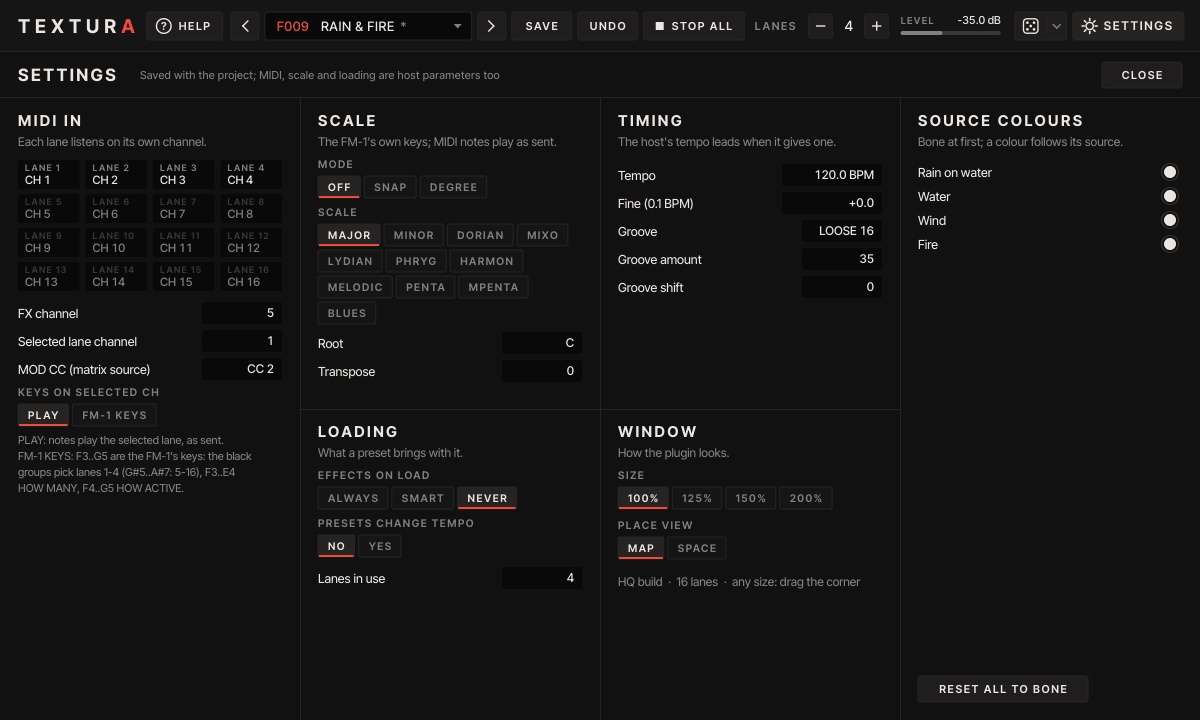 TEXTURA
HELP
F009 RAIN & FIRE *
SAVE
UNDO
STOP ALL
LANES
4
LEVEL -35.0 dB
SETTINGS
SETTINGS
Saved with the project; MIDI, scale and loading are host parameters too
CLOSE
MIDI IN
Each lane listens on its own channel.
LANE 1 LANE 2 LANE 3 LANE 4
CH 1 CH 2 CH 3 CH 4
LANE 5 LANE 6 LANE 7 LANE 8
CH 5 CH 6 CH 7 CH 8
LANE 9 LANE 10 LANE 11 LANE 12
CH 9 CH 10 CH 11 CH 12
LANE 13 LANE 14 LANE 15 LANE 16
CH 13 CH 14 CH 15 CH 16
FX channel 5
Selected lane channel 1
MOD CC (matrix source) CC 2
KEYS ON SELECTED CH
PLAY FM-1 KEYS
PLAY: notes play the selected lane, as sent.
FM-1 KEYS: F3..G5 are the FM-1's keys: the black
groups pick lanes 1-4 (G#5..A#7: 5-16), F3..E4
HOW MANY, F4..G5 HOW ACTIVE.
SCALE
The FM-1's own keys; MIDI notes play as sent.
MODE
OFF SNAP DEGREE
SCALE
MAJOR MINOR DORIAN MIXO
LYDIAN PHRYG HARMON
MELODIC PENTA MPENTA
BLUES
Root C
Transpose 0
TIMING
The host's tempo leads when it gives one.
Tempo 120.0 BPM
Fine (0.1 BPM) +0.0
Groove LOOSE 16
Groove amount 35
Groove shift 0
LOADING
What a preset brings with it.
EFFECTS ON LOAD
ALWAYS SMART NEVER
PRESETS CHANGE TEMPO
NO YES
Lanes in use 4
WINDOW
How the plugin looks.
SIZE
100% 125% 150% 200%
PLACE VIEW
MAP SPACE
HQ build · 16 lanes · any size: drag the corner
SOURCE COLOURS
Bone at first; a colour follows its source.
Rain on water
Water
Wind
Fire
RESET ALL TO BONE